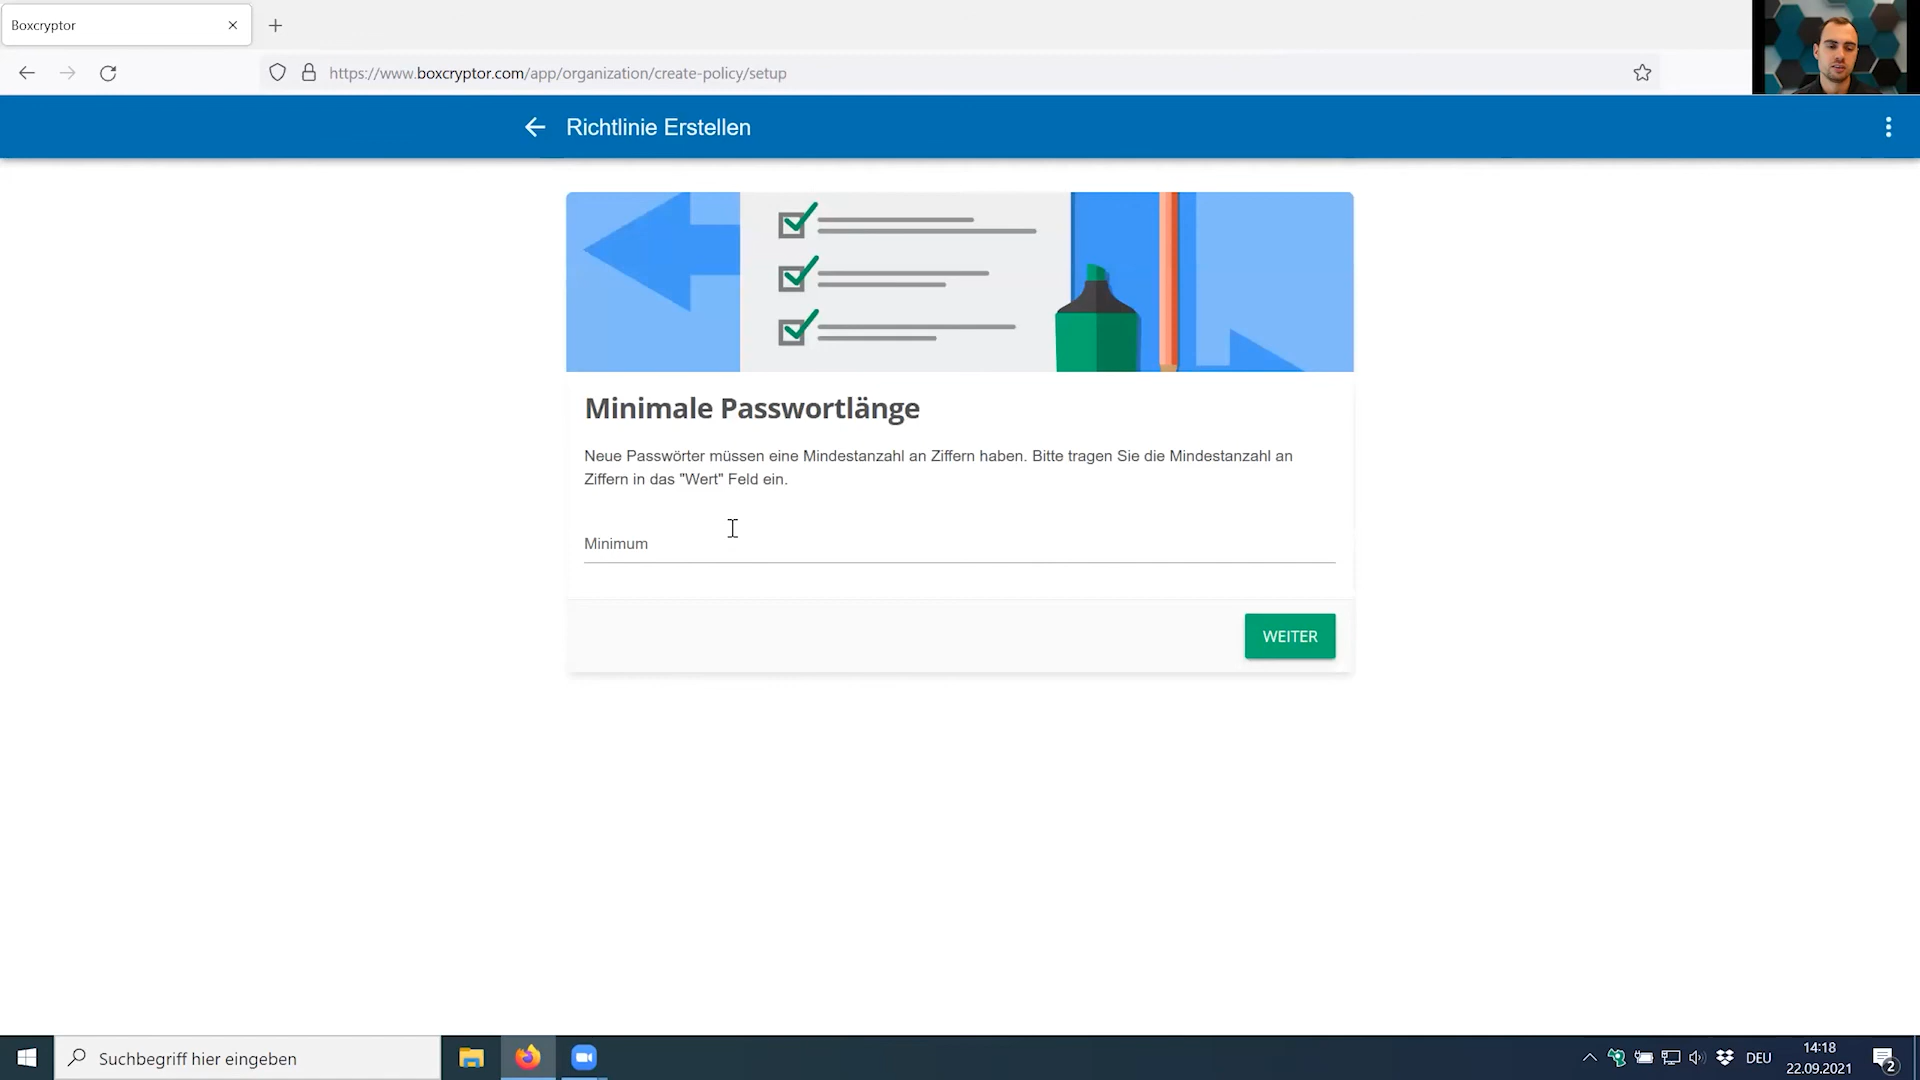 Boxcryptor
https://www.boxcryptor.com/app/organization/create-policy/setup
Richtlinie Erstellen
Minimale Passwortlänge
Neue Passwörter müssen eine Mindestanzahl an Ziffern haben. Bitte tragen Sie die Mindestanzahl an
Ziffern in das "Wert" Feld ein.
Minimum
WEITER
Suchbegriff hier eingeben
DEU
14:18
22.09.2021
2